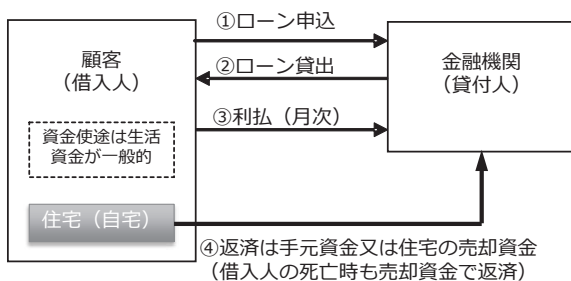 ①ローン申込
顧客
(借入人)
②ローン貸出
金融機関
(貸付人)
③利払(月次)
資金使途は生活
資金が一般的
住宅(自宅)
④返済は手元資金又は住宅の売却資金
(借入人の死亡時も売却資金で返済)